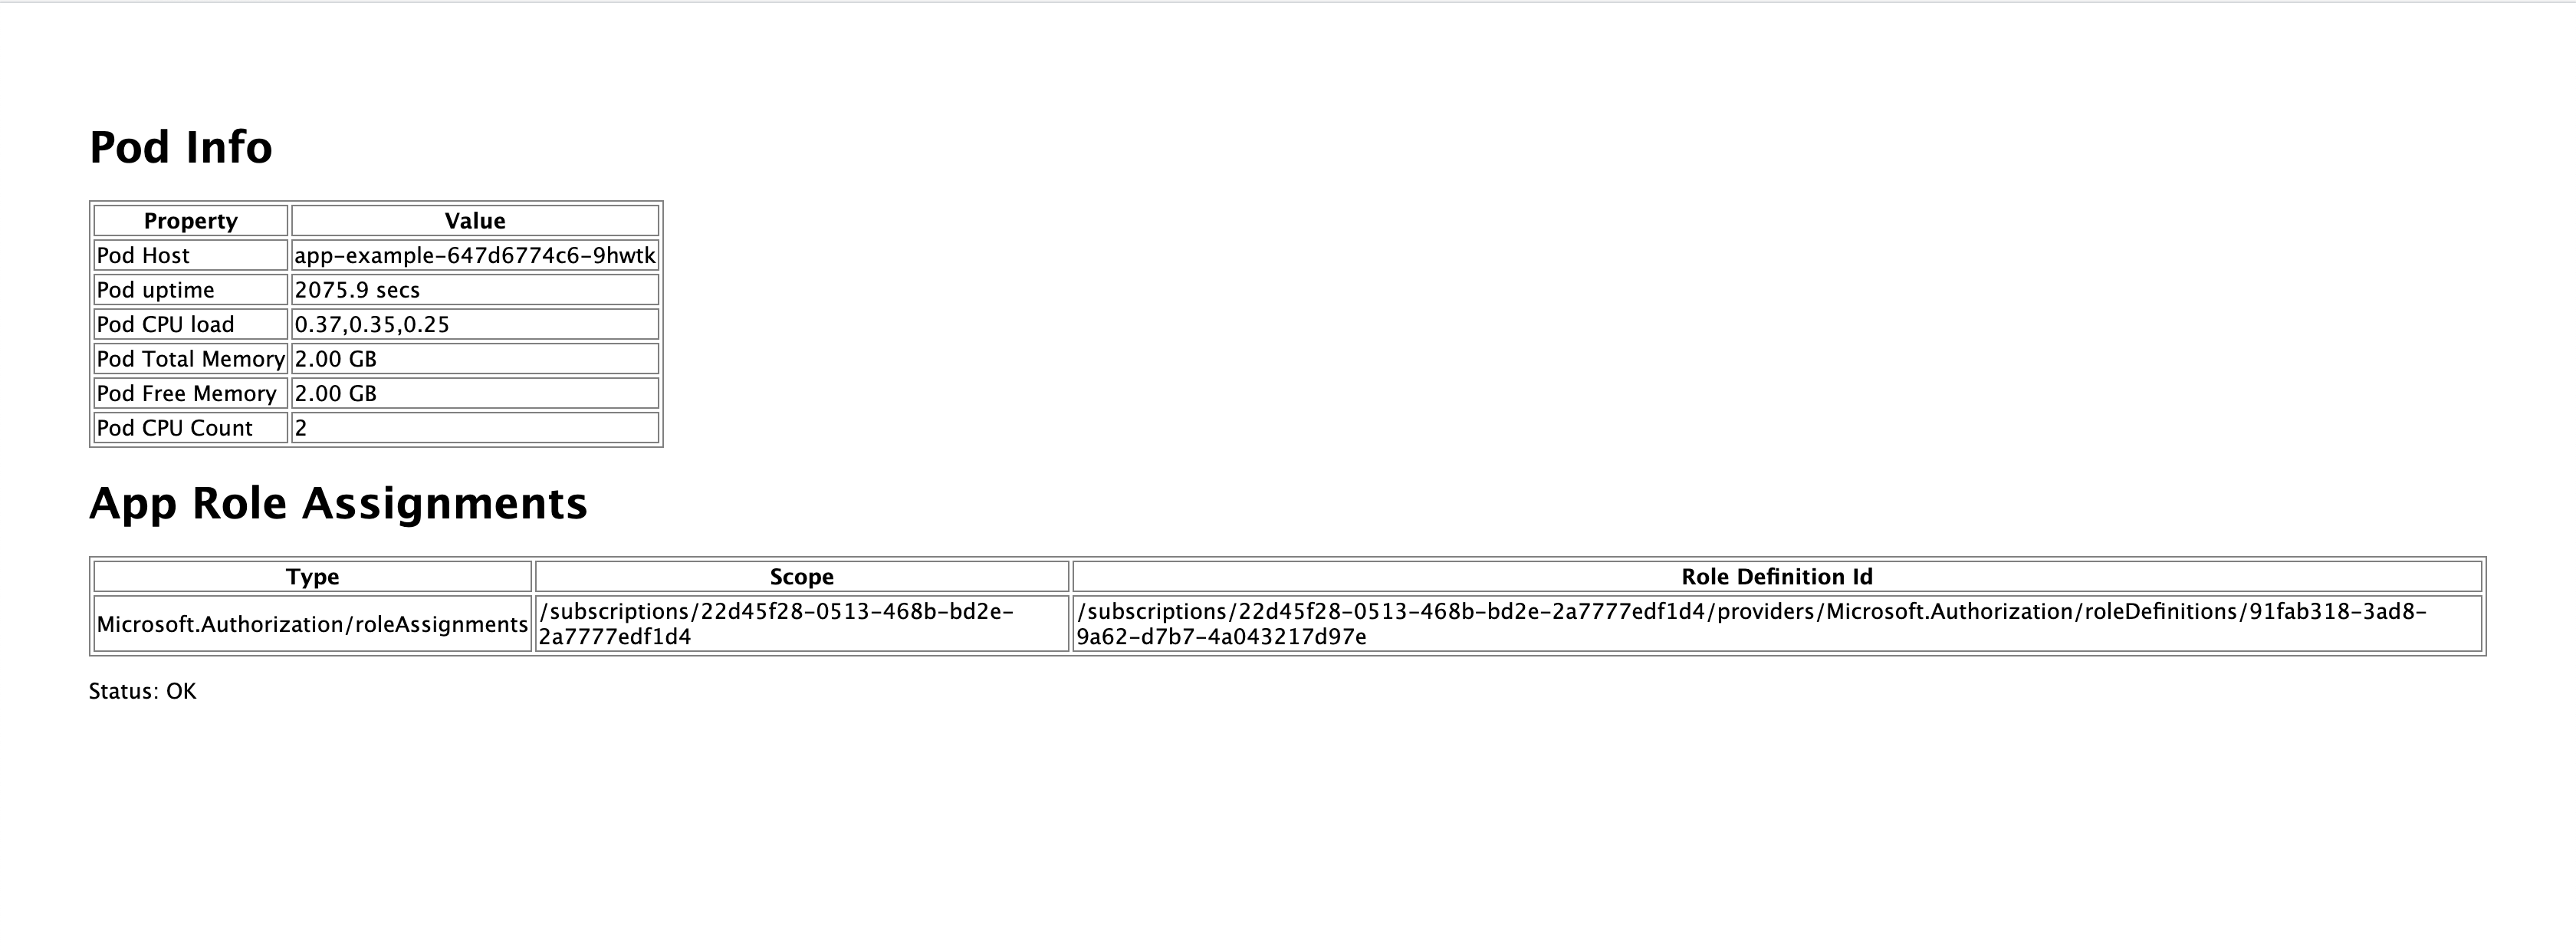 Pod Info
Property Value
Pod Host app-example-647d6774c6-9hwtk
Pod uptime 2075.9 secs
Pod CPU load 0.37,0.35,0.25
Pod Total Memory 2.00 GB
Pod Free Memory 2.00 GB
Pod CPU Count 2
App Role Assignments
Type Scope Role Definition Id
Microsoft.Authorization/roleAssignments /subscriptions/22d45f28-0513-468b-bd2e- /subscriptions/22d45f28-0513-468b-bd2e-2a7777edf1d4/providers/Microsoft.Authorization/roleDefinitions/91fab318-3ad8-
2a7777edf1d4 9a62-d7b7-4a043217d97e
Status: OK